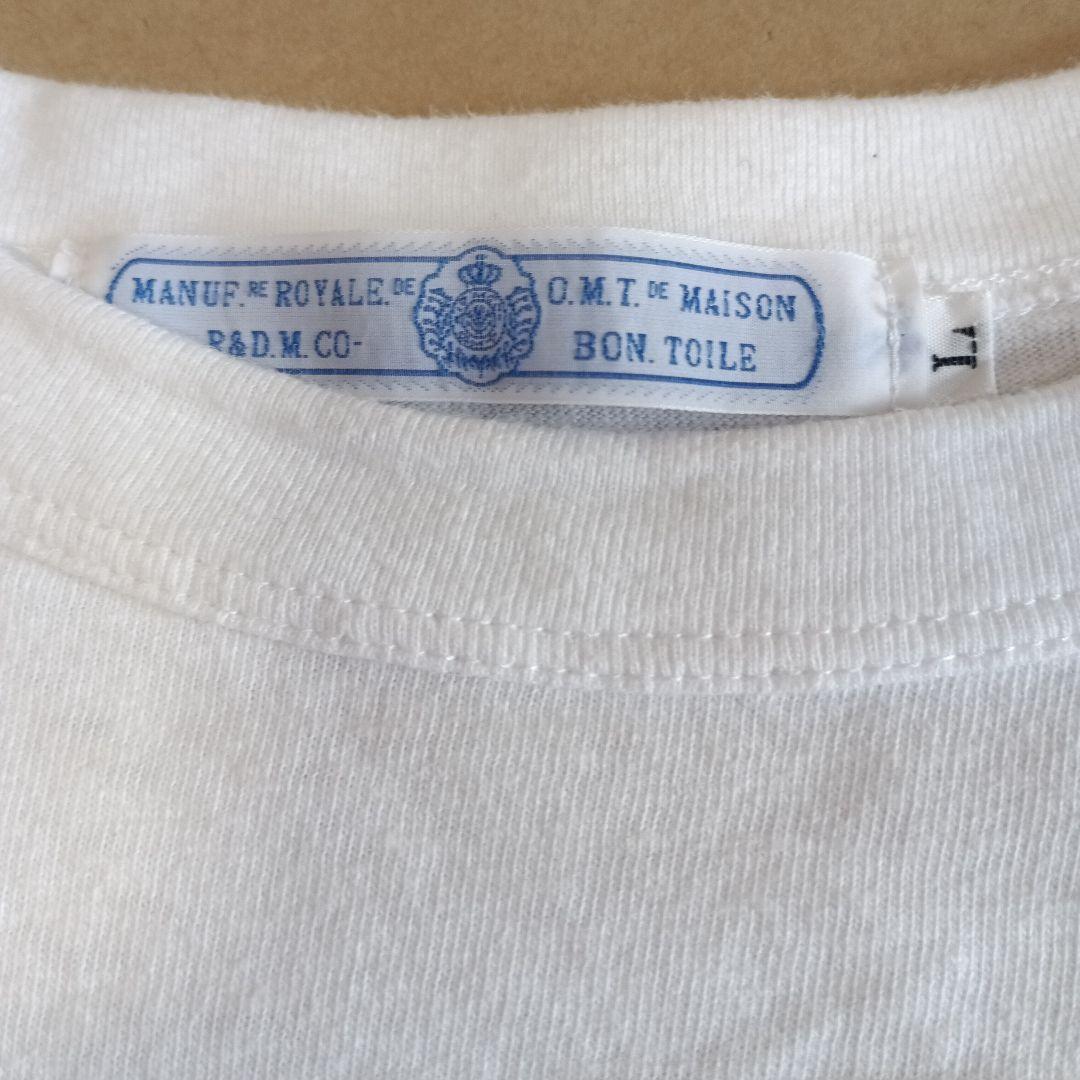 MANUF.RE ROYALE.DE O.M.T. DE MAISON
R&D.M.CO- BON. TOILE
L